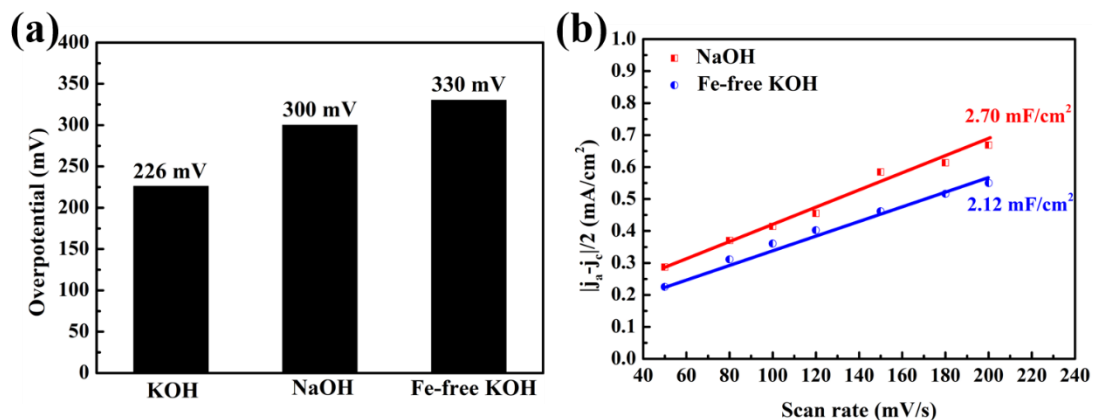 (a)
400
350
300
250
200
150
100
50
0
Overpotential (mV)
226 mV
300 mV
330 mV
KOH
NaOH
Fe-free KOH
(b)
1.0
0.9
0.8
0.7
0.6
0.5
0.4
0.3
0.2
0.1
0.0
|jₐ-j_c|/2 (mA/cm²)
NaOH
Fe-free KOH
2.70 mF/cm²
2.12 mF/cm²
40 60 80 100 120 140 160 180 200 220 240
Scan rate (mV/s)